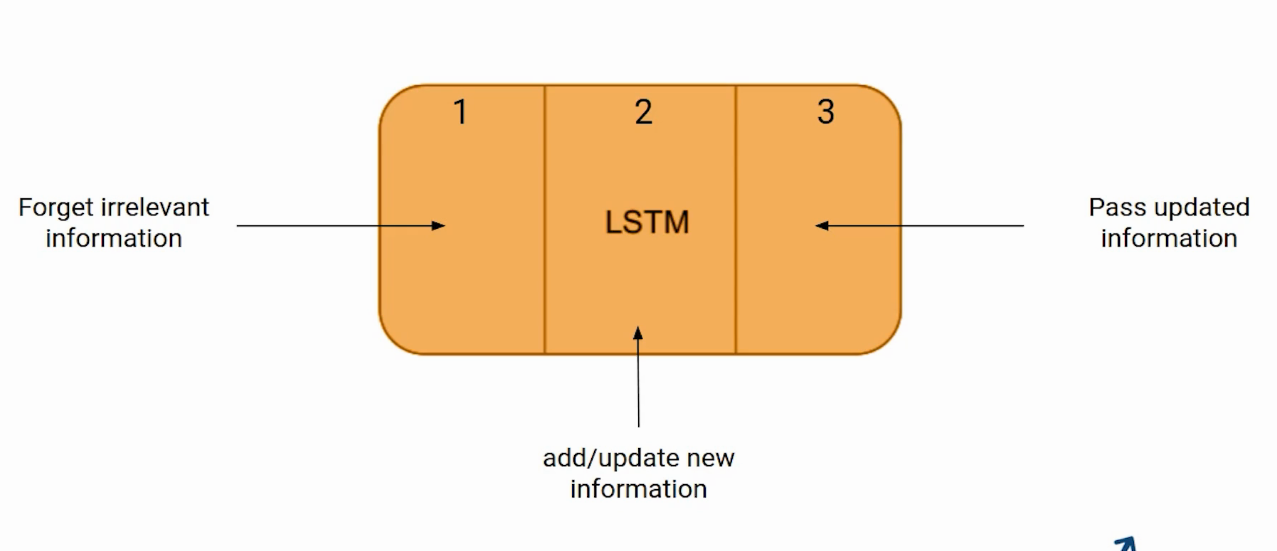 1
2
3
Forget irrelevant
information
LSTM
Pass updated
information
add/update new
information